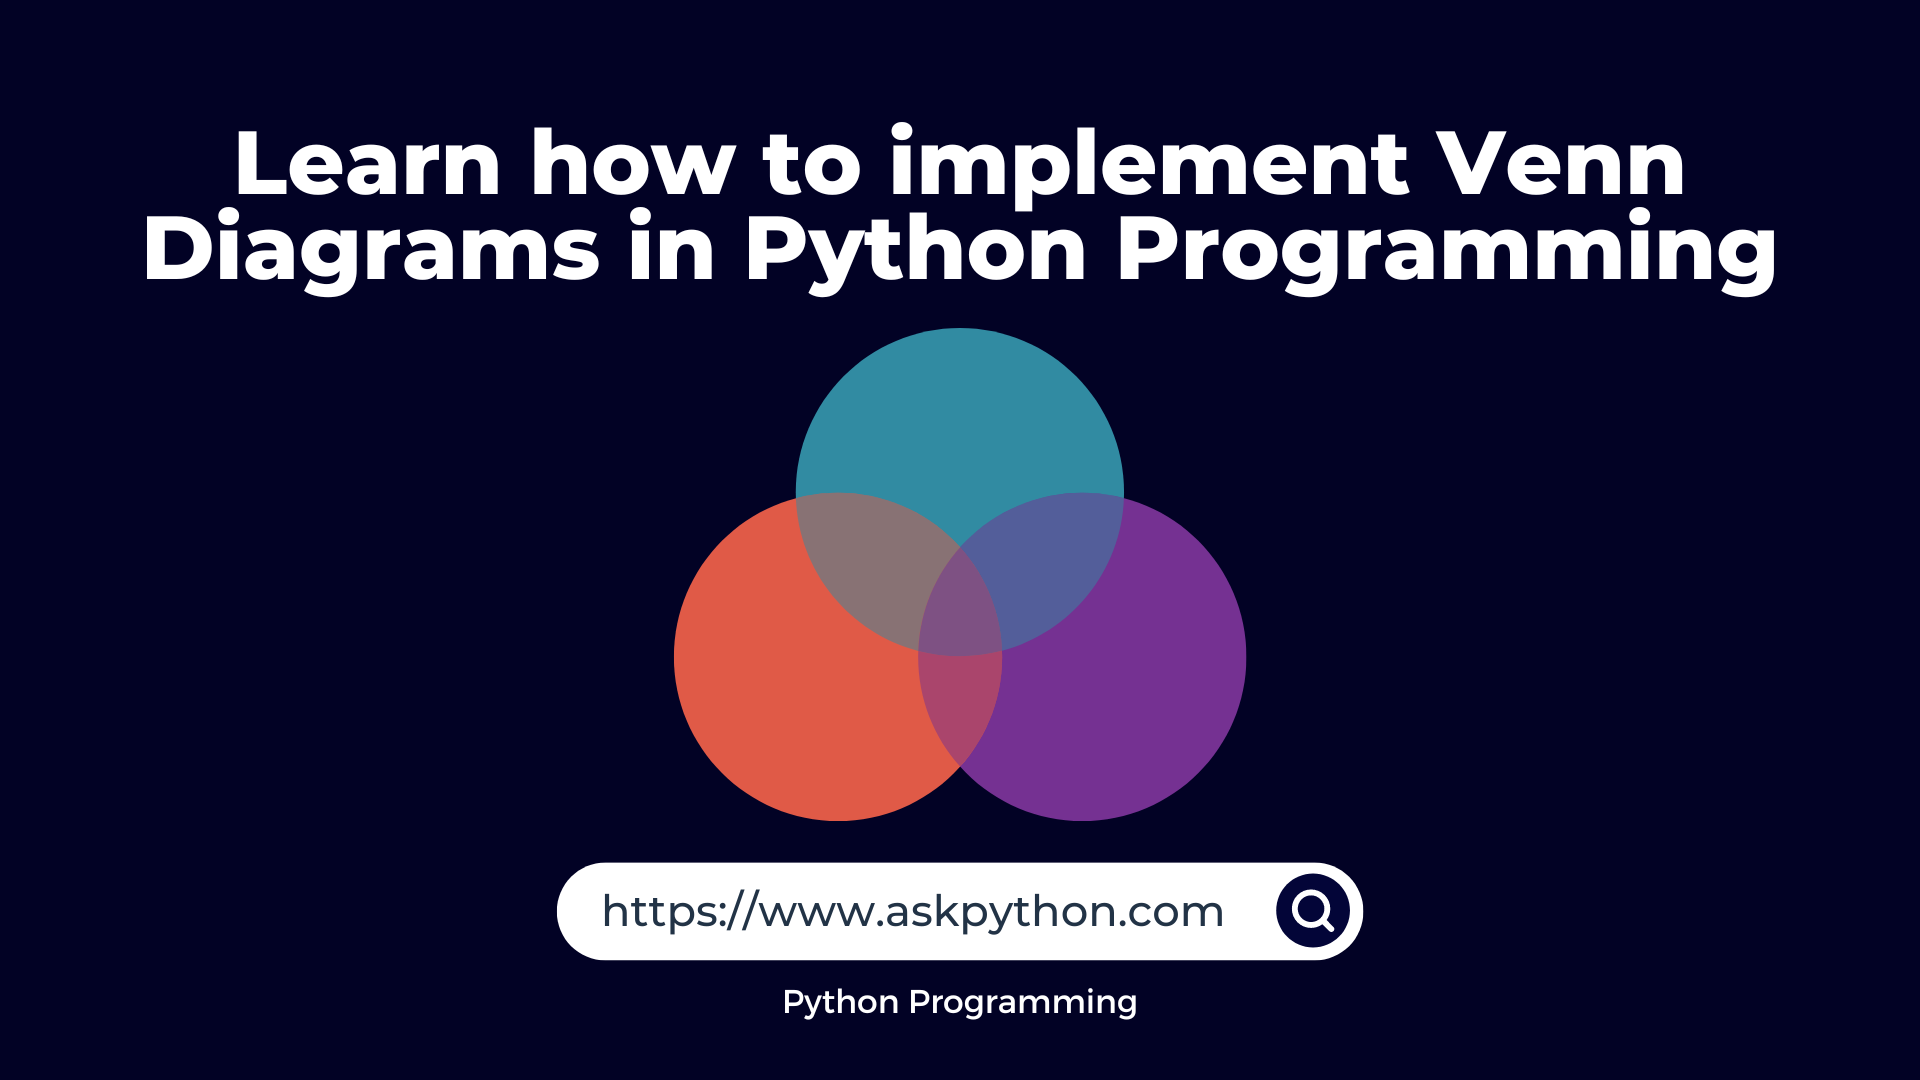 Learn how to implement Venn
Diagrams in Python Programming
https://www.askpython.com
Python Programming